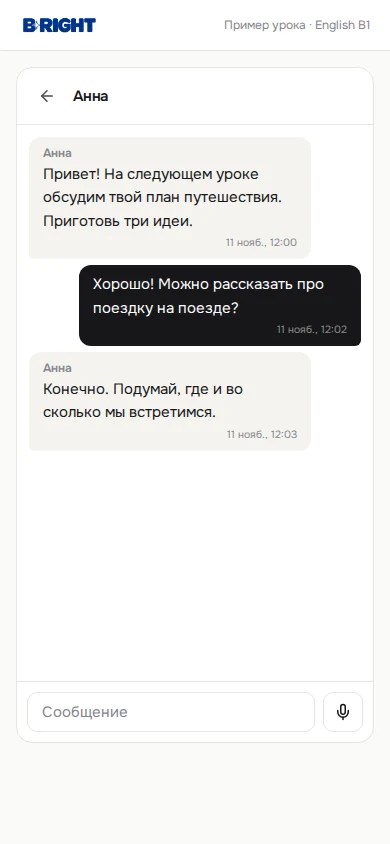 B·RIGHT
Пример урока · English B1
Анна
Анна
Привет! На следующем уроке
обсудим твой план путешествия.
Приготовь три идеи.
11 нояб., 12:00
Хорошо! Можно рассказать про
поездку на поезде?
11 нояб., 12:02
Анна
Конечно. Подумай, где и во
сколько мы встретимся.
11 нояб., 12:03
Сообщение